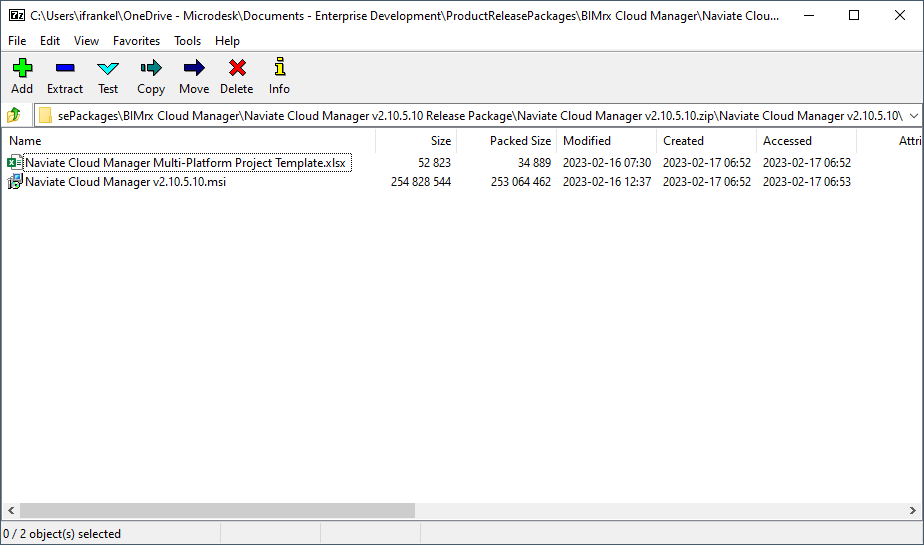 7z C:\Users\ifrankel\OneDrive - Microdesk\Documents - Enterprise Development\ProductReleasePackages\BIMrx Cloud Manager\Naviate Clou...
File Edit View Favorites Tools Help
Add Extract Test Copy Move Delete Info
sePackages\BIMrx Cloud Manager\Naviate Cloud Manager v2.10.5.10 Release Package\Naviate Cloud Manager v2.10.5.10.zip\Naviate Cloud Manager v2.10.5.10\
Name Size Packed Size Modified Created Accessed Attri
Naviate Cloud Manager Multi-Platform Project Template.xlsx 52 823 34 889 2023-02-16 07:30 2023-02-17 06:52 2023-02-17 06:52
Naviate Cloud Manager v2.10.5.10.msi 254 828 544 253 064 462 2023-02-16 12:37 2023-02-17 06:52 2023-02-17 06:53
0 / 2 object(s) selected